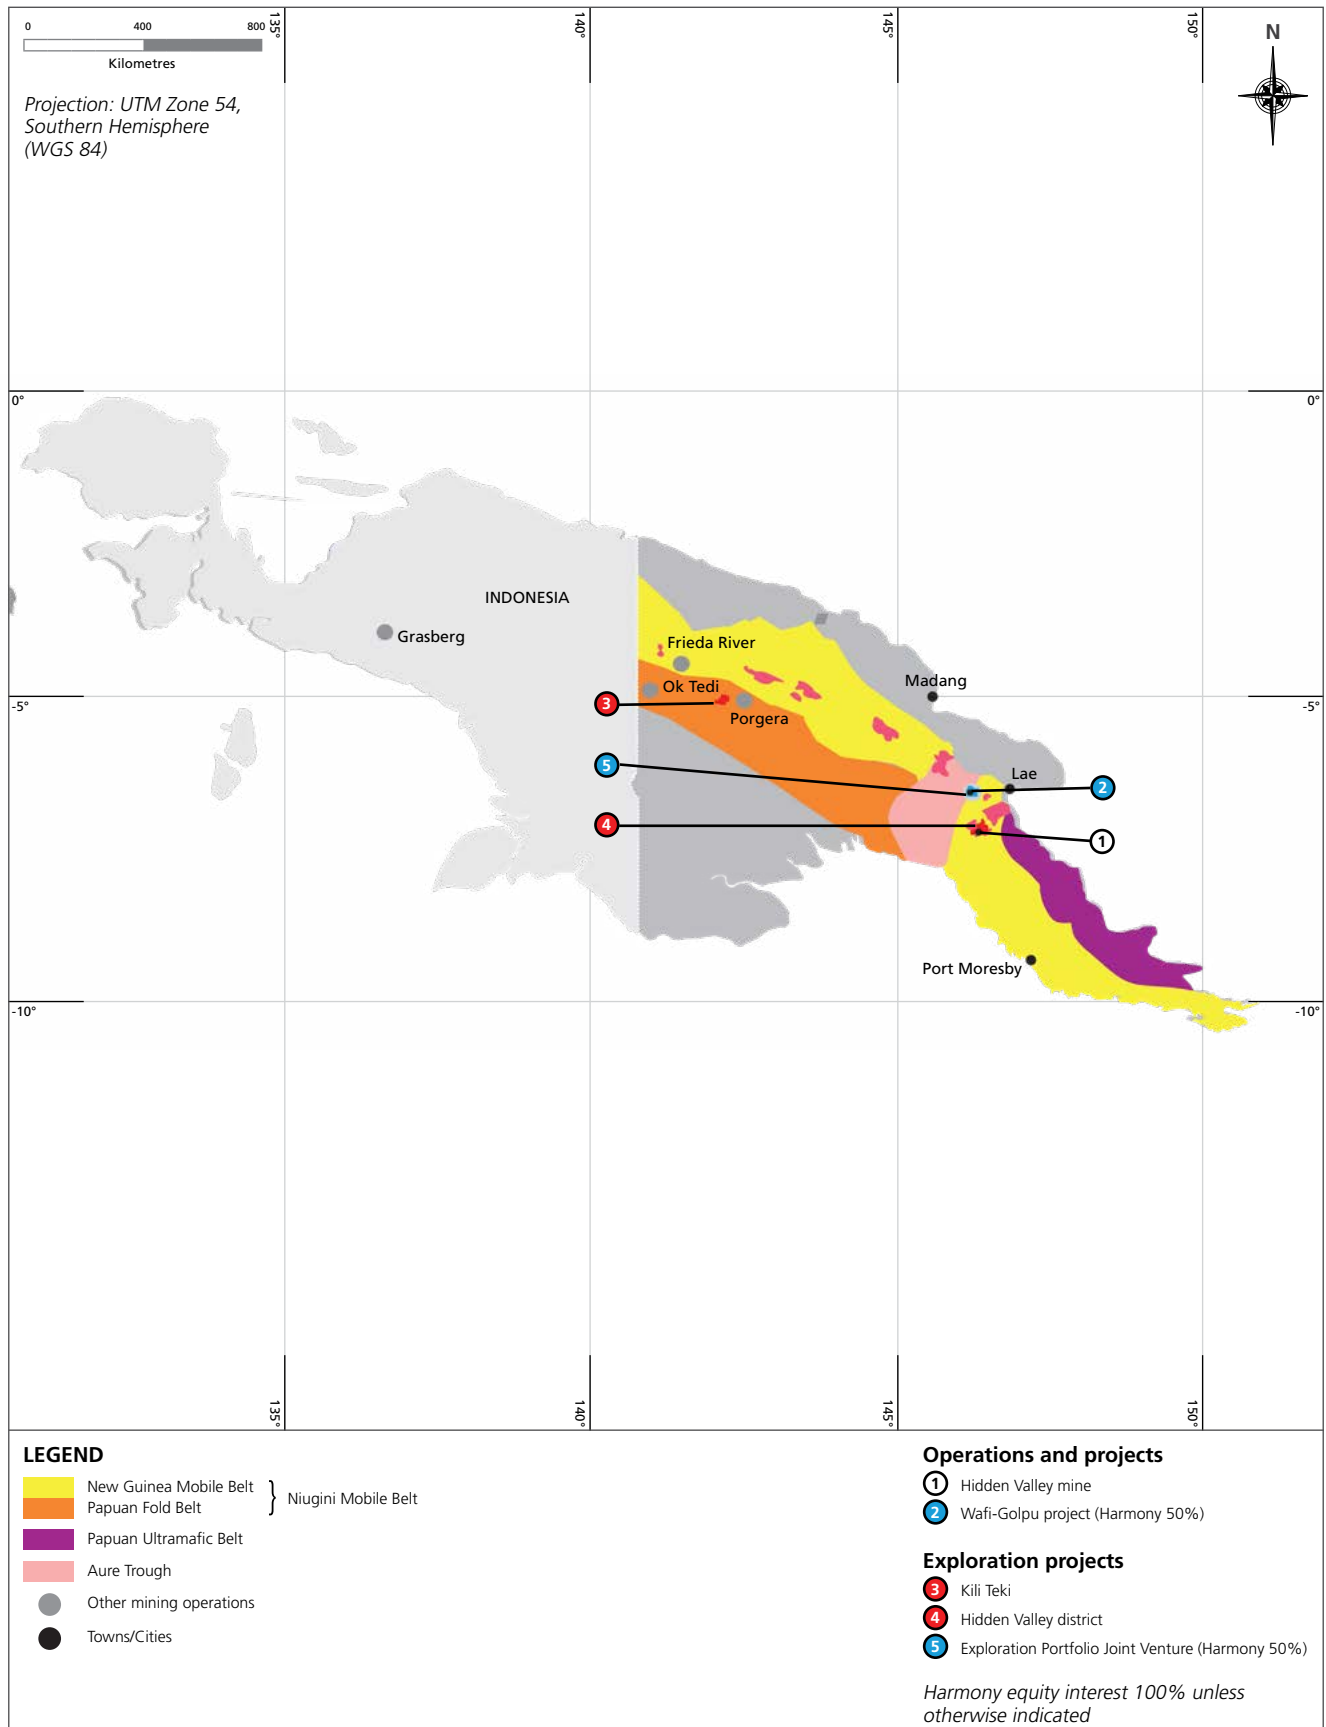 0 400 800
Kilometres
Projection: UTM Zone 54,
Southern Hemisphere
(WGS 84)
135°
140°
145°
150°
N
0°
0°
INDONESIA
Grasberg
Frieda River
Ok Tedi
Porgera
Madang
Lae
Port Moresby
-5°
-5°
3
5
4
2
1
-10°
-10°
135°
140°
145°
150°
LEGEND
New Guinea Mobile Belt
Papuan Fold Belt
} Niugini Mobile Belt
Papuan Ultramafic Belt
Aure Trough
Other mining operations
Towns/Cities
Operations and projects
1 Hidden Valley mine
2 Wafi-Golpu project (Harmony 50%)
Exploration projects
3 Kili Teki
4 Hidden Valley district
5 Exploration Portfolio Joint Venture (Harmony 50%)
Harmony equity interest 100% unless
otherwise indicated